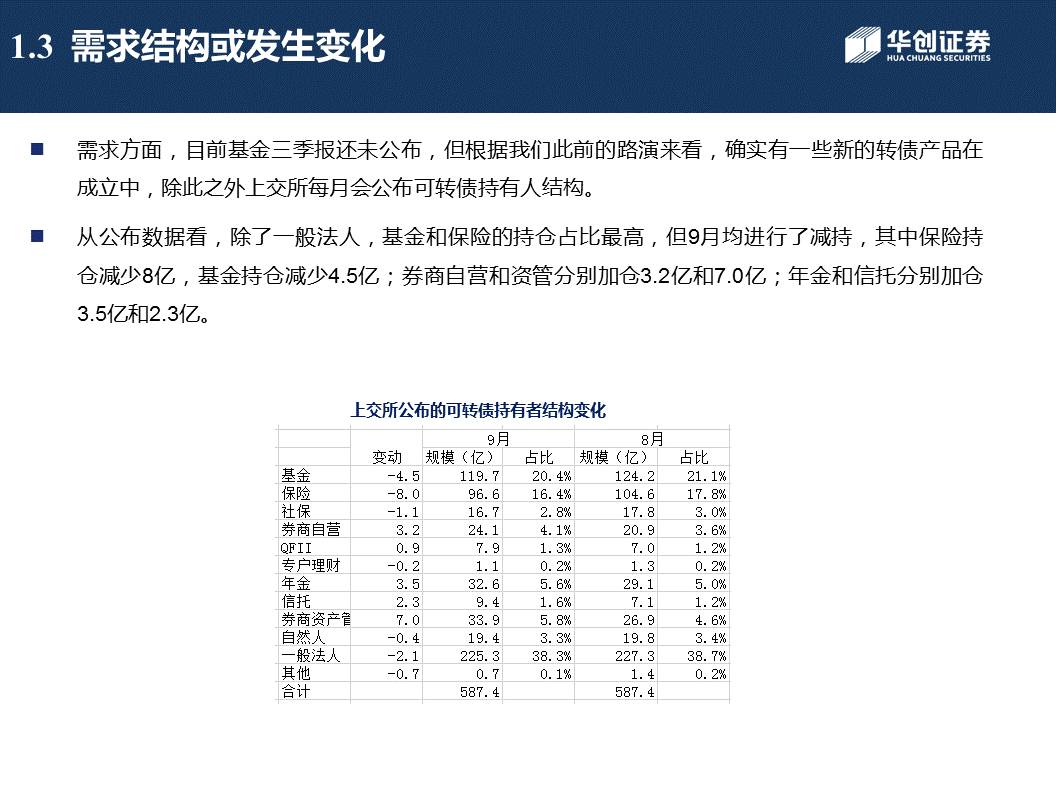 1.3 需求结构或发生变化
华创证券
HUA CHUANG SECURITIES
■ 需求方面，目前基金三季报还未公布，但根据我们此前的路演来看，确实有一些新的转债产品在
成立中，除此之外上交所每月会公布可转债持有人结构。
■ 从公布数据看，除了一般法人，基金和保险的持仓占比最高，但9月均进行了减持，其中保险持
仓减少8亿，基金持仓减少4.5亿；券商自营和资管分别加仓3.2亿和7.0亿；年金和信托分别加仓
3.5亿和2.3亿。
上交所公布的可转债持有者结构变化
9月 8月
变动 规模（亿） 占比 规模（亿） 占比
基金 -4.5 119.7 20.4% 124.2 21.1%
保险 -8.0 96.6 16.4% 104.6 17.8%
社保 -1.1 16.7 2.8% 17.8 3.0%
券商自营 3.2 24.1 4.1% 20.9 3.6%
QFII 0.9 7.9 1.3% 7.0 1.2%
专户理财 -0.2 1.1 0.2% 1.3 0.2%
年金 3.5 32.6 5.6% 29.1 5.0%
信托 2.3 9.4 1.6% 7.1 1.2%
券商资产管 7.0 33.9 5.8% 26.9 4.6%
自然人 -0.4 19.4 3.3% 19.8 3.4%
一般法人 -2.1 225.3 38.3% 227.3 38.7%
其他 -0.7 0.7 0.1% 1.4 0.2%
合计 587.4 587.4